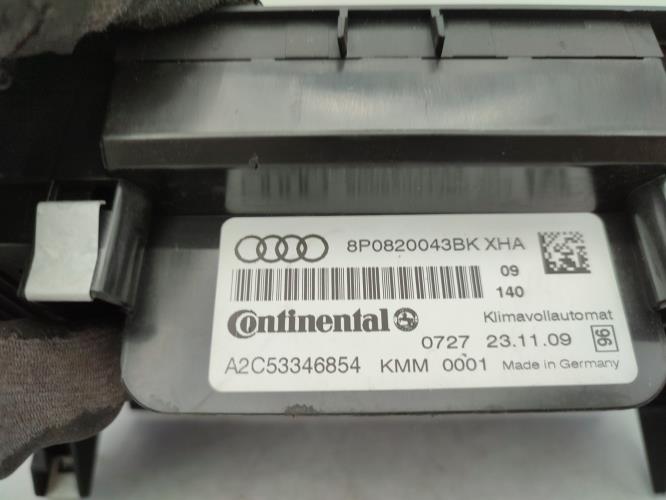 8P0820043BK XHA
09
140
Continental
Klimavollautomat
0727 23.11.09 96
A2C53346854 KMM 0001 Made in Germany